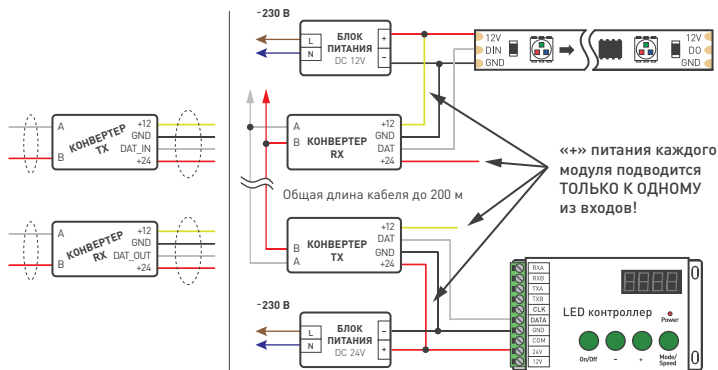 A
B
КОНВЕРТЕР
TX
+12
GND
DAT_IN
+24
A
B
КОНВЕРТЕР
RX
+12
GND
DAT_OUT
+24
~230 В
L
N
БЛОК
ПИТАНИЯ
DC 12V
+
–
12V
DIN
GND
12V
DO
GND
A
B
КОНВЕРТЕР
RX
+12
GND
DAT
+24
Общая длина кабеля до 200 м
B
A
КОНВЕРТЕР
TX
+12
DAT
GND
+24
«+» питания каждого
модуля подводится
ТОЛЬКО К ОДНОМУ
из входов!
~230 В
L
N
БЛОК
ПИТАНИЯ
DC 24V
–
+
RXA
RXB
TXA
TXB
CLK
DATA
GND
COM
24V
12V
8888
LED контроллер
Power
On/Off
–
+
Mode/
Speed